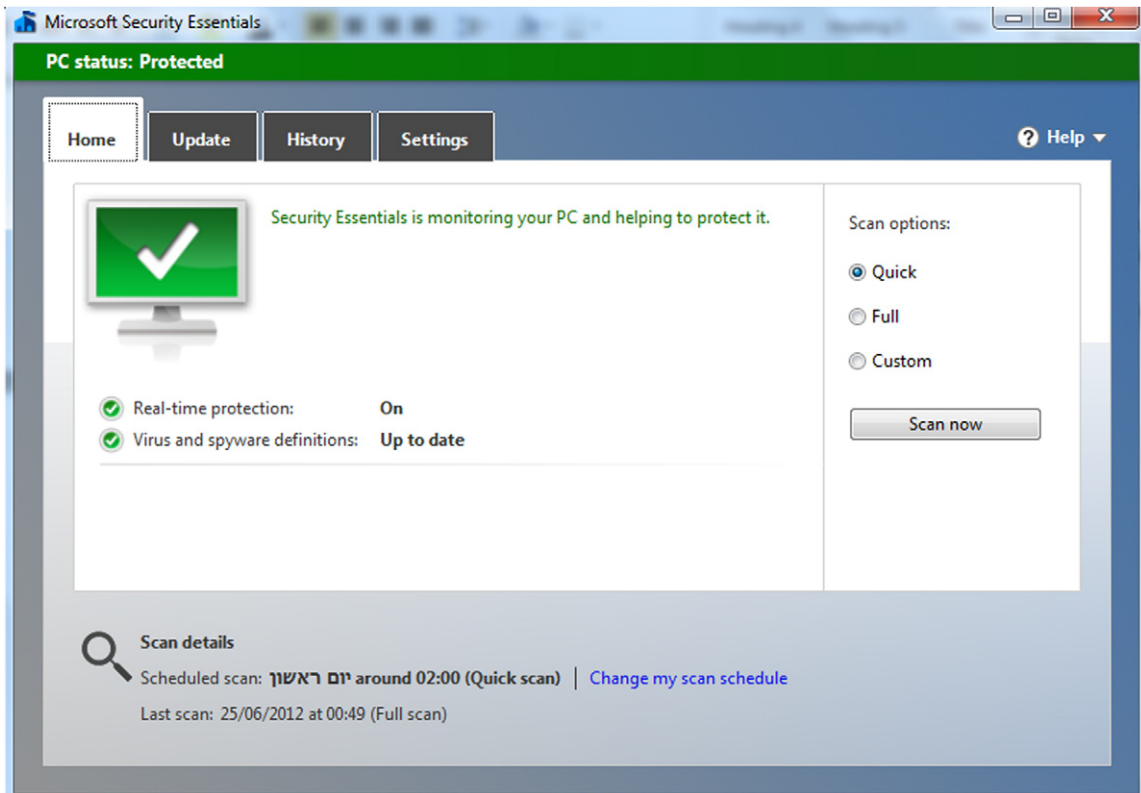 Microsoft Security Essentials
PC status: Protected
Home
Update
History
Settings
Help
Security Essentials is monitoring your PC and helping to protect it.
Real-time protection: On
Virus and spyware definitions: Up to date
Scan options:
Quick
Full
Custom
Scan now
Scan details
Scheduled scan: יום ראשון around 02:00 (Quick scan) | Change my scan schedule
Last scan: 25/06/2012 at 00:49 (Full scan)